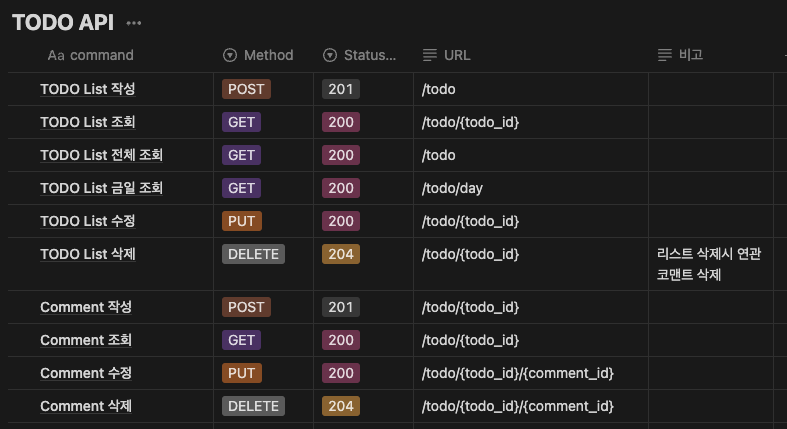 TODO API ...
Aa command Method Status... URL 비고
TODO List 작성 POST 201 /todo
TODO List 조회 GET 200 /todo/{todo_id}
TODO List 전체 조회 GET 200 /todo
TODO List 금일 조회 GET 200 /todo/day
TODO List 수정 PUT 200 /todo/{todo_id}
TODO List 삭제 DELETE 204 /todo/{todo_id} 리스트 삭제시 연관
코맨트 삭제
Comment 작성 POST 201 /todo/{todo_id}
Comment 조회 GET 200 /todo/{todo_id}
Comment 수정 PUT 200 /todo/{todo_id}/{comment_id}
Comment 삭제 DELETE 204 /todo/{todo_id}/{comment_id}